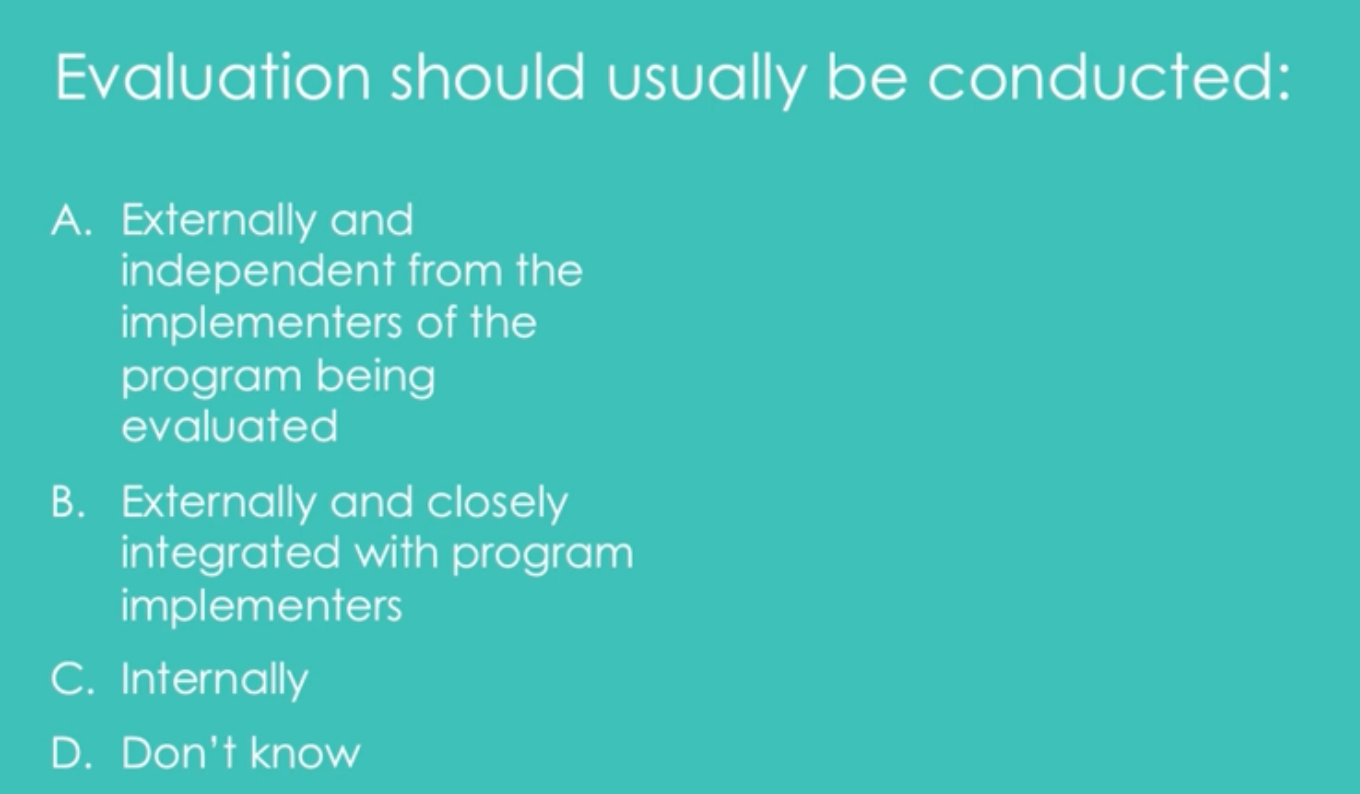 Evaluation should usually be conducted:
A. Externally and
independent from the
implementers of the
program being
evaluated
B. Externally and closely
integrated with program
implementers
C. Internally
D. Don't know